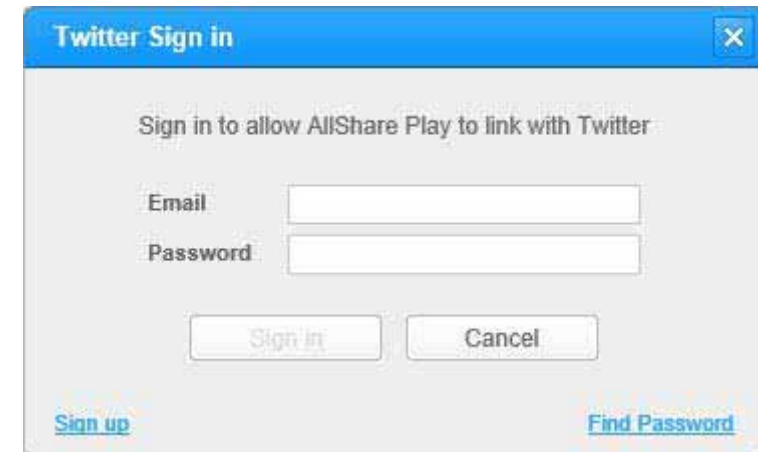 Twitter Sign in
Sign in to allow AllShare Play to link with Twitter
Email
Password
Sign in Cancel
Sign up Find Password